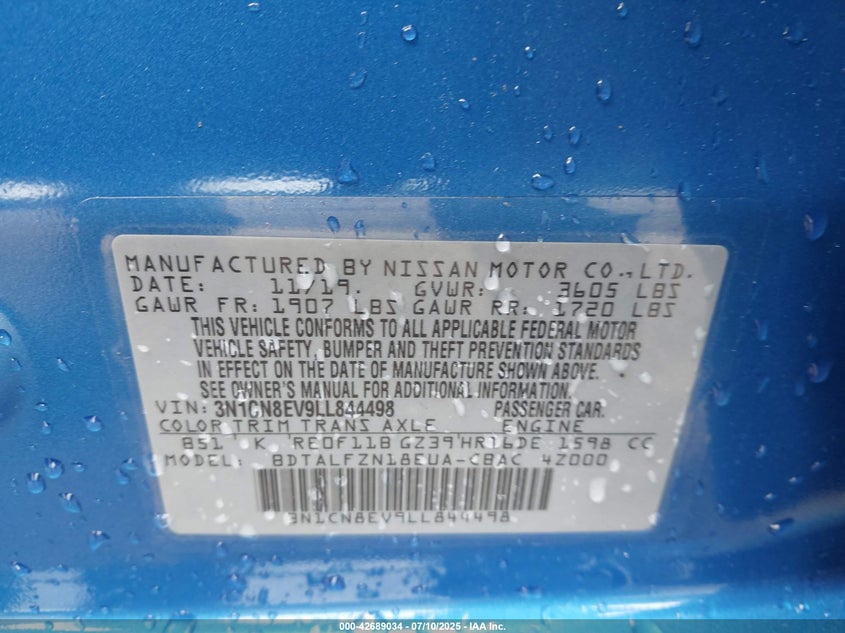 MANUFACTURED BY NISSAN MOTOR CO., LTD.
DATE: 11/19. GVWR: 3605 LBS
GAWR FR: 1907 LBS GAWR RR: 1720 LBS
THIS VEHICLE CONFORMS TO ALL APPLICABLE FEDERAL MOTOR
VEHICLE SAFETY, BUMPER AND THEFT PREVENTION STANDARDS
IN EFFECT ON THE DATE OF MANUFACTURE SHOWN ABOVE.
SEE OWNER'S MANUAL FOR ADDITIONAL INFORMATION.
VIN: 3N1CN8EV9LL844498 PASSENGER CAR.
COLOR TRIM TRANS AXLE ENGINE
B51 K RE0F11B GZ39 HR16DE 1598 CC
MODEL: BDTALFZN18EUA-CBAC 4Z000
3N1CN8EV9LL844498
000-42689034 - 07/10/2025 - ©IAA Inc.